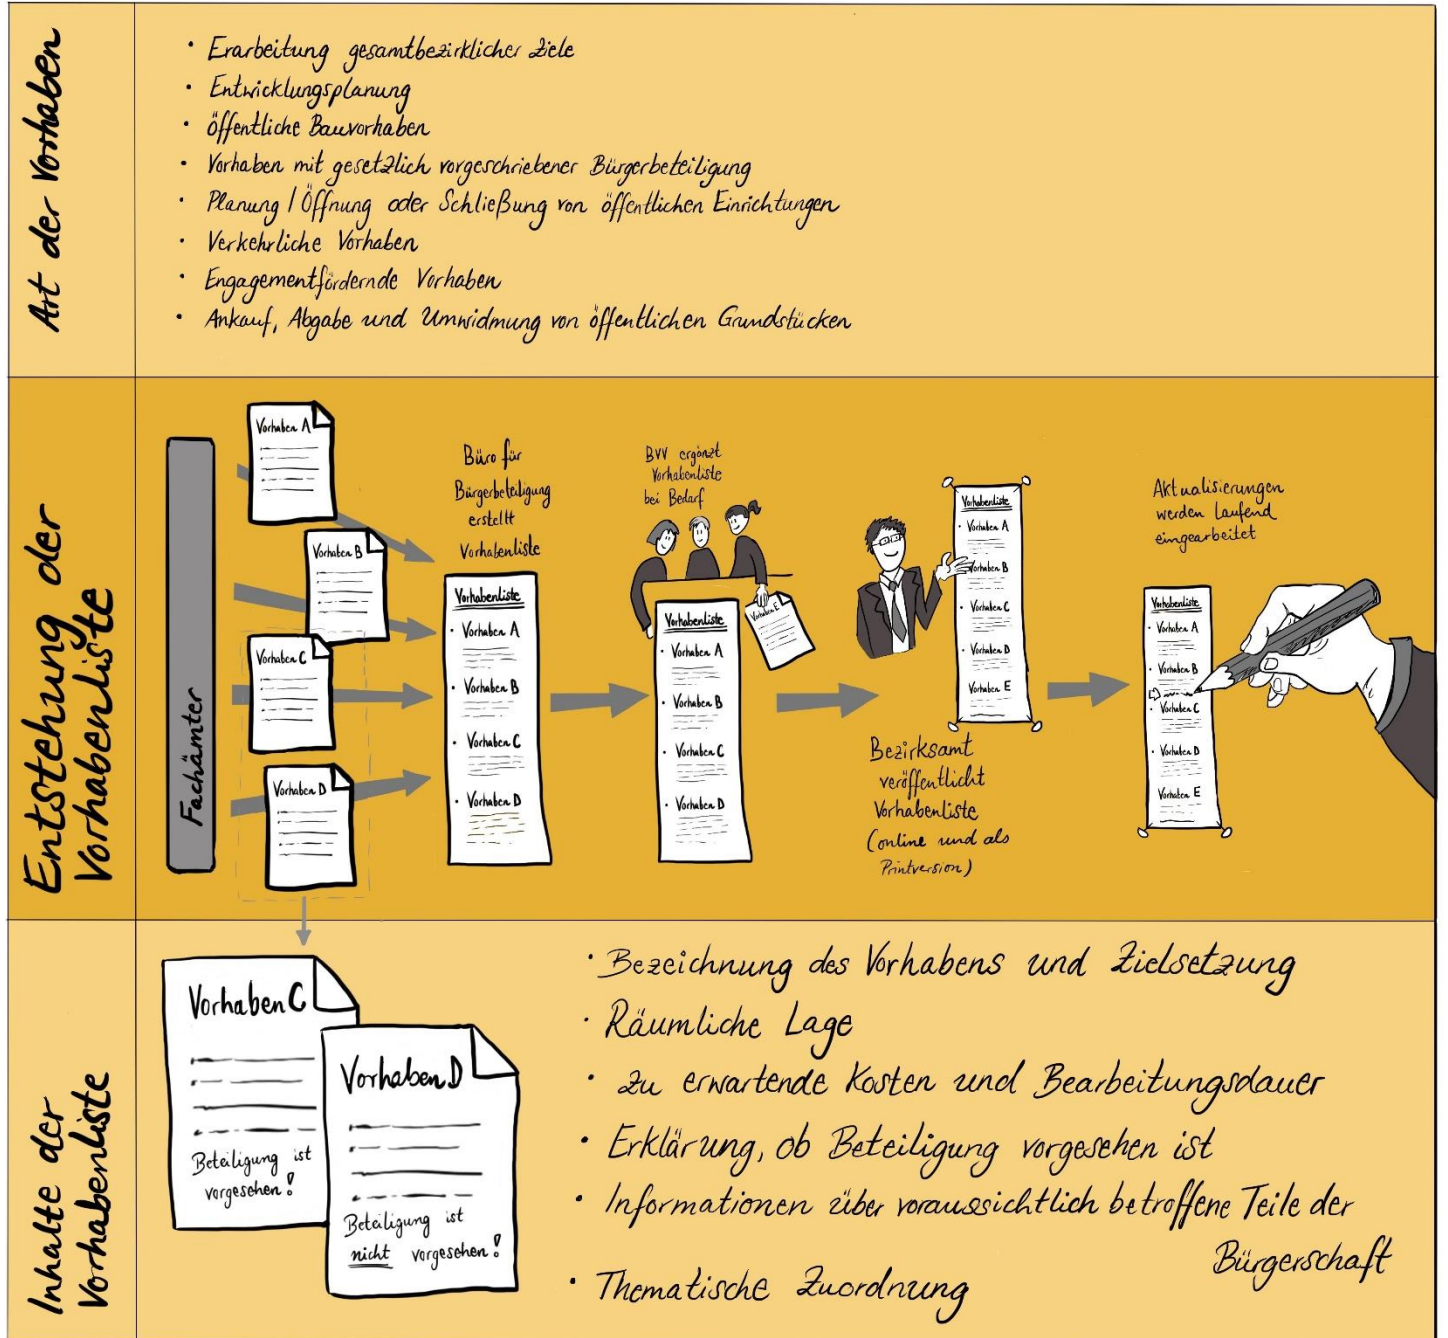 Art der Vorhaben
· Erarbeitung gesamtbezirklicher Ziele
· Entwicklungsplanung
· öffentliche Bauvorhaben
· Vorhaben mit gesetzlich vorgeschriebener Bürgerbeteiligung
· Planung / Öffnung oder Schließung von öffentlichen Einrichtungen
· Verkehrliche Vorhaben
· Engagementfördernde Vorhaben
· Ankauf, Abgabe und Umwidmung von öffentlichen Grundstücken
Entstehung der
Vorhabenliste
Fachämter
Vorhaben A
Vorhaben B
Vorhaben C
Vorhaben D
Büro für
Bürgerbeteiligung
erstellt
Vorhabenliste
Vorhabenliste
· Vorhaben A
· Vorhaben B
· Vorhaben C
· Vorhaben D
BVV ergänzt
Vorhabenliste
bei Bedarf
Vorhaben E
Vorhabenliste
· Vorhaben A
· Vorhaben B
· Vorhaben C
· Vorhaben D
Vorhabenliste
· Vorhaben A
Vorhaben B
· Vorhaben C
· Vorhaben D
Vorhaben E
Bezirksamt
veröffentlicht
Vorhabenliste
(online und als
Printversion)
Aktualisierungen
werden laufend
eingearbeitet
Vorhabenliste
· Vorhaben A
· Vorhaben B
· Vorhaben C
· Vorhaben D
Vorhaben E
Inhalte der
Vorhabenliste
Vorhaben C
Beteiligung ist
vorgesehen!
Vorhaben D
Beteiligung ist
nicht vorgesehen!
· Bezeichnung des Vorhabens und Zielsetzung
· Räumliche Lage
· zu erwartende Kosten und Bearbeitungsdauer
· Erklärung, ob Beteiligung vorgesehen ist
· Informationen über voraussichtlich betroffene Teile der
Bürgerschaft
· Thematische Zuordnung